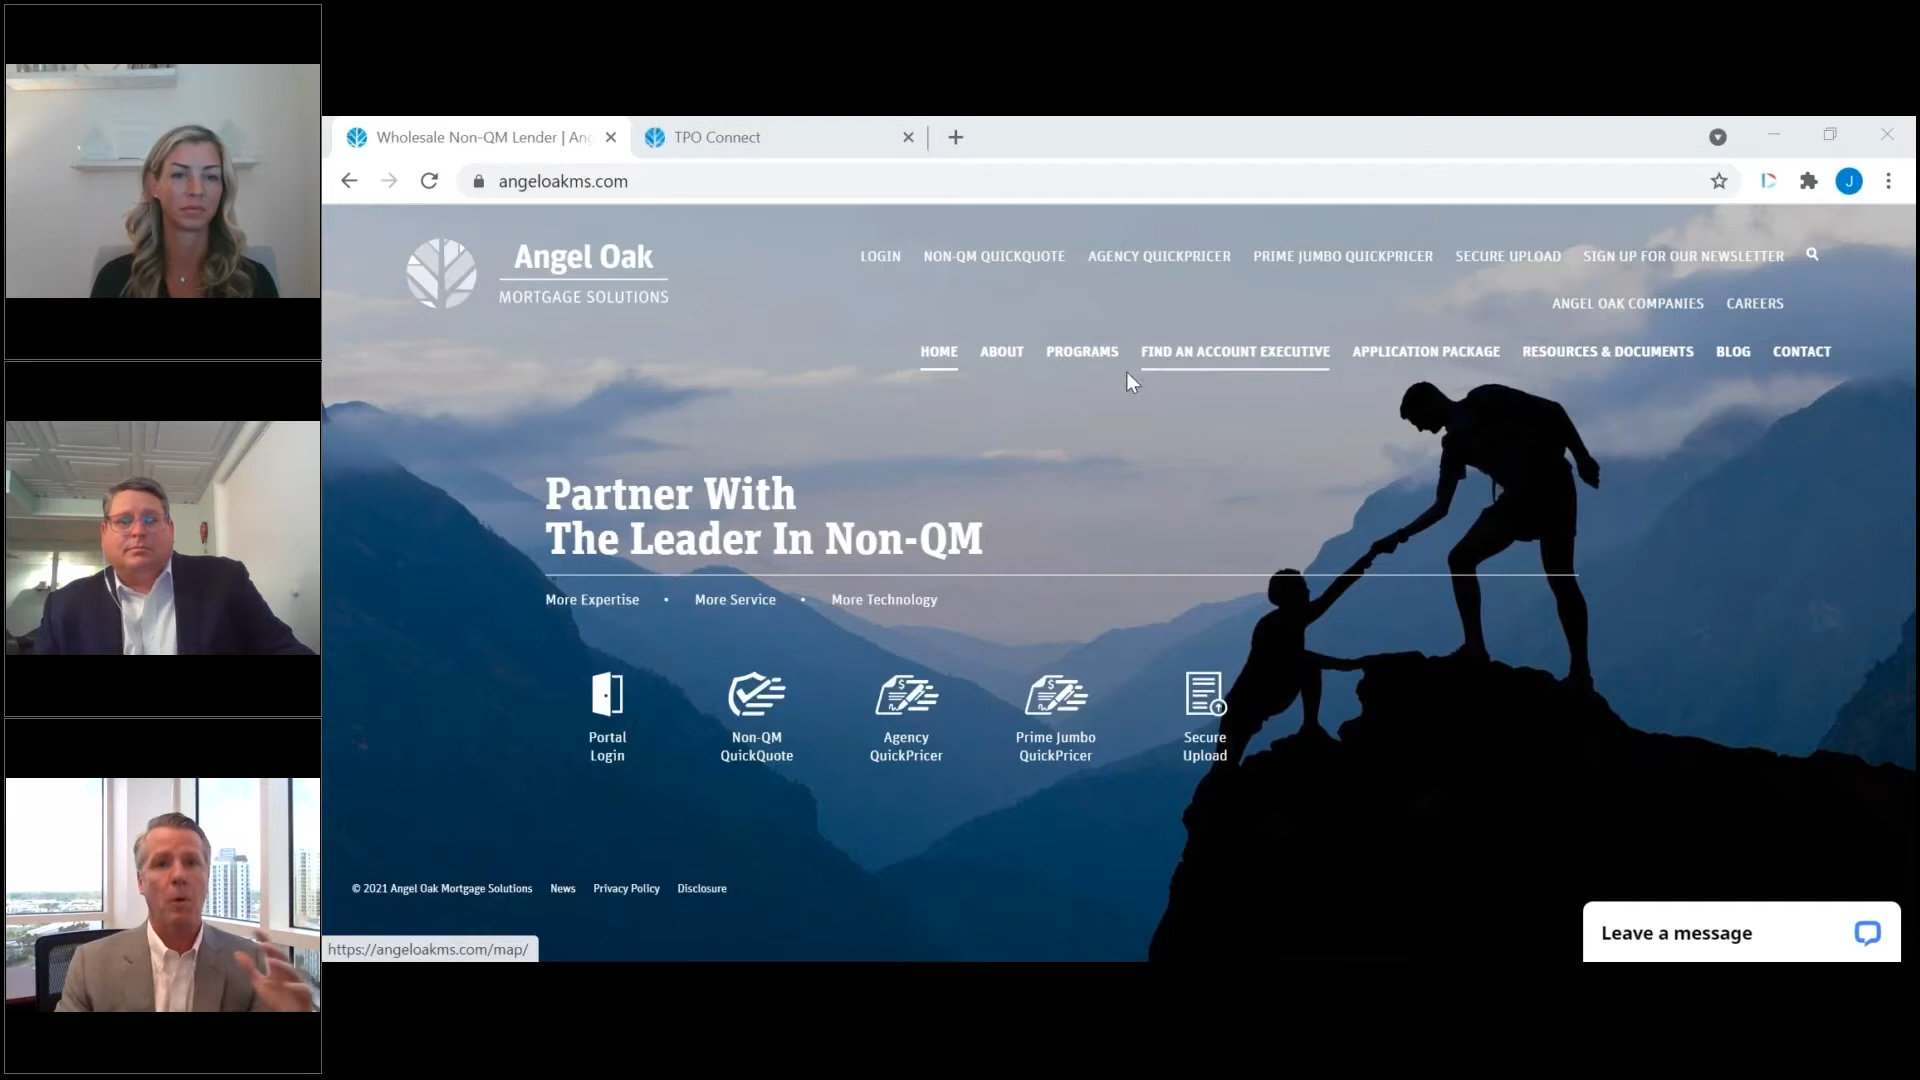 Wholesale Non-QM Lender | Ang
TPO Connect
angeloakms.com
J
Angel Oak
MORTGAGE SOLUTIONS
LOGIN NON-QM QUICKQUOTE AGENCY QUICKPRICER PRIME JUMBO QUICKPRICER SECURE UPLOAD SIGN UP FOR OUR NEWSLETTER
ANGEL OAK COMPANIES CAREERS
HOME ABOUT PROGRAMS FIND AN ACCOUNT EXECUTIVE APPLICATION PACKAGE RESOURCES & DOCUMENTS BLOG CONTACT
Partner With
The Leader In Non-QM
More Expertise • More Service • More Technology
Portal
Login
Non-QM
QuickQuote
Agency
QuickPricer
Prime Jumbo
QuickPricer
Secure
Upload
© 2021 Angel Oak Mortgage Solutions News Privacy Policy Disclosure
Leave a message
https://angeloakms.com/map/